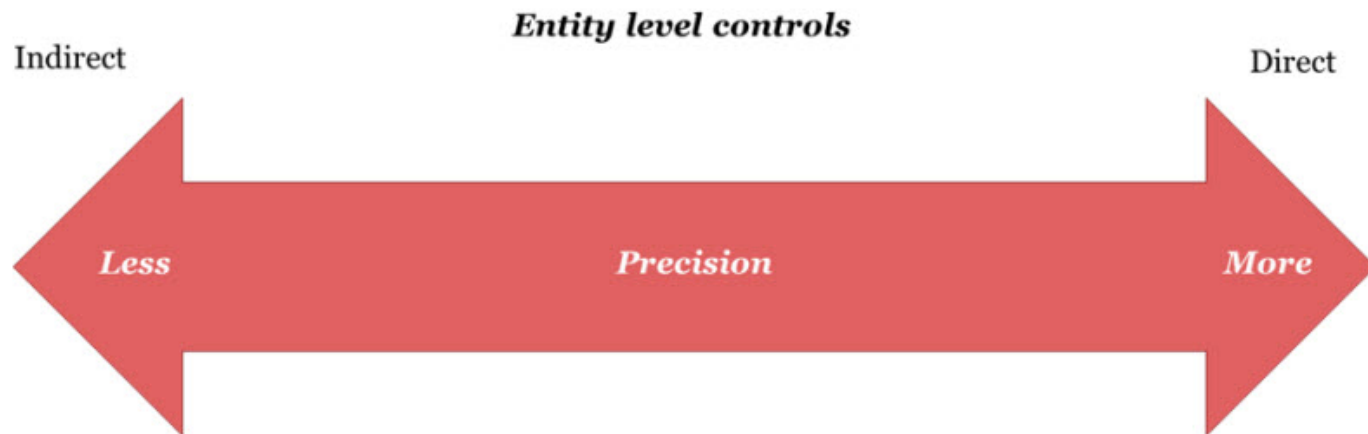 Entity level controls
Indirect
Direct
Less
Precision
More